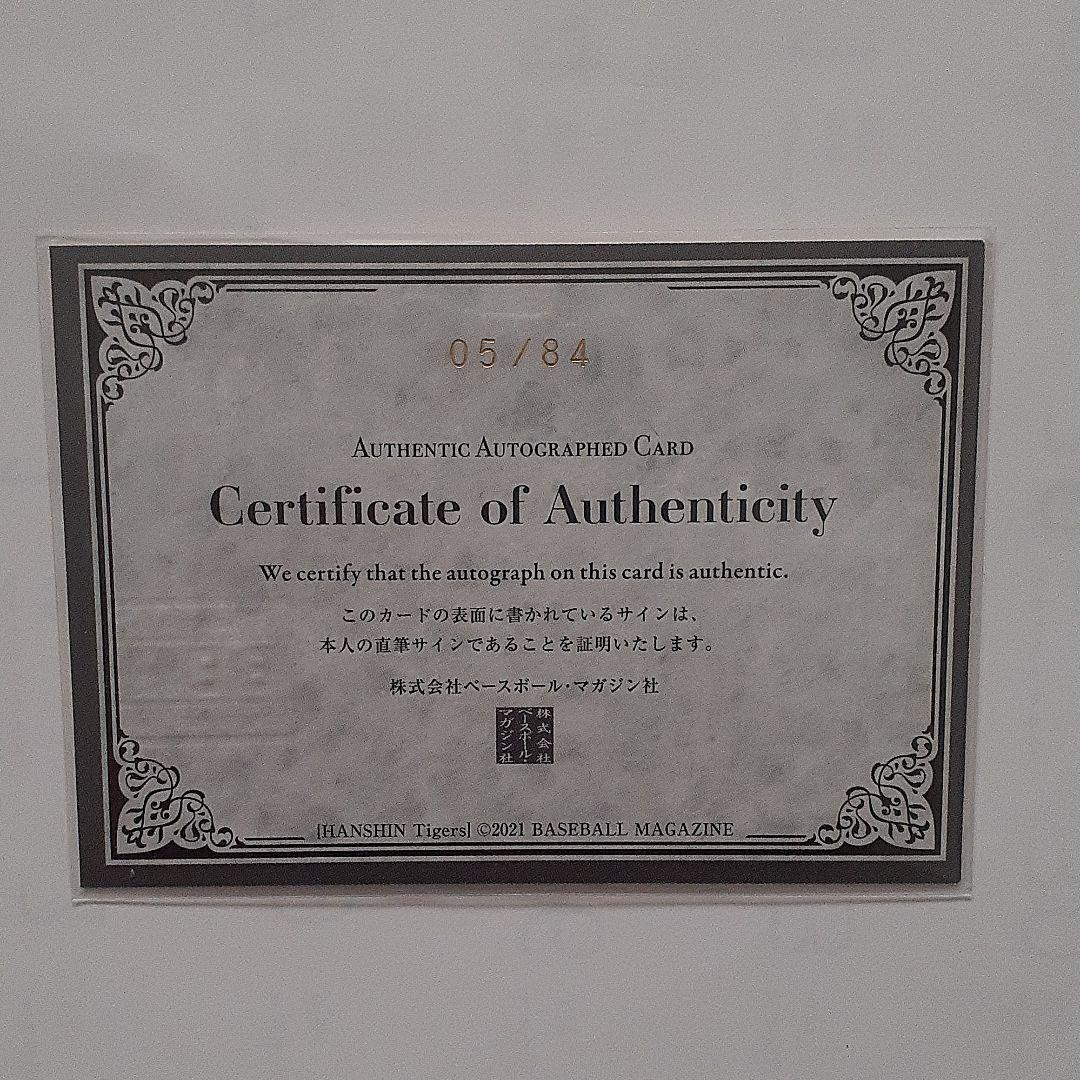 05/84
AUTHENTIC AUTOGRAPHED CARD
Certificate of Authenticity
We certify that the autograph on this card is authentic.
このカードの表面に書かれているサインは、
本人の直筆サインであることを証明いたします。
株式会社ベースボール・マガジン社
株式会社
ベースボール・
マガジン社
[HANSHIN Tigers] ©2021 BASEBALL MAGAZINE